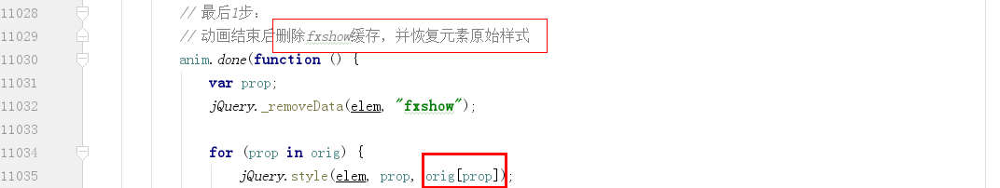 11028 // 最后1步：
11029 // 动画结束后删除fxshow缓存，并恢复元素原始样式
11030 anim.done(function () {
11031 var prop;
11032 jQuery._removeData(elem, "fxshow");
11033
11034 for (prop in orig) {
11035 jQuery.style(elem, prop, orig[prop]);